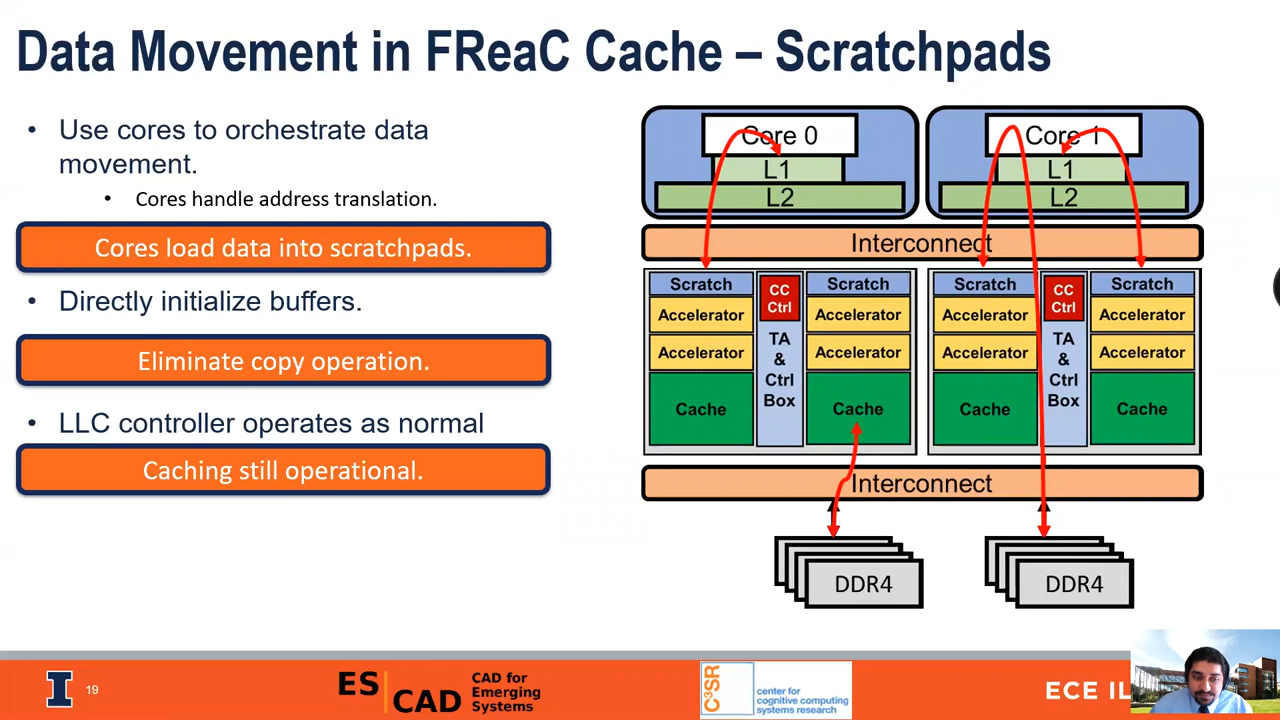 Data Movement in FReaC Cache – Scratchpads
• Use cores to orchestrate data
movement.
• Cores handle address translation.
Cores load data into scratchpads.
• Directly initialize buffers.
Eliminate copy operation.
• LLC controller operates as normal
Caching still operational.
Core 0
L1
L2
Core 1
L1
L2
Interconnect
Scratch
Accelerator
Accelerator
Cache
CC
Ctrl
TA
&
Ctrl
Box
Scratch
Accelerator
Accelerator
Cache
Scratch
Accelerator
Accelerator
Cache
CC
Ctrl
TA
&
Ctrl
Box
Scratch
Accelerator
Accelerator
Cache
Interconnect
DDR4
DDR4
I
19
ES
CAD
CAD for
Emerging
Systems
C³SR
center for
cognitive computing
systems research
ECE IL